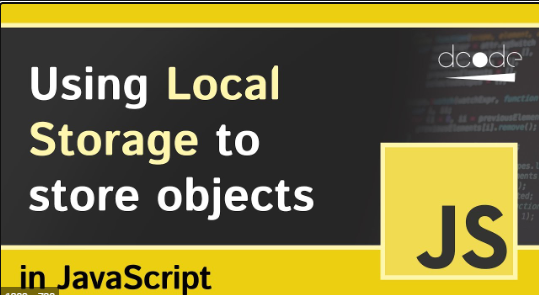 dcode
Using Local
Storage to
store objects
JS
in JavaScript